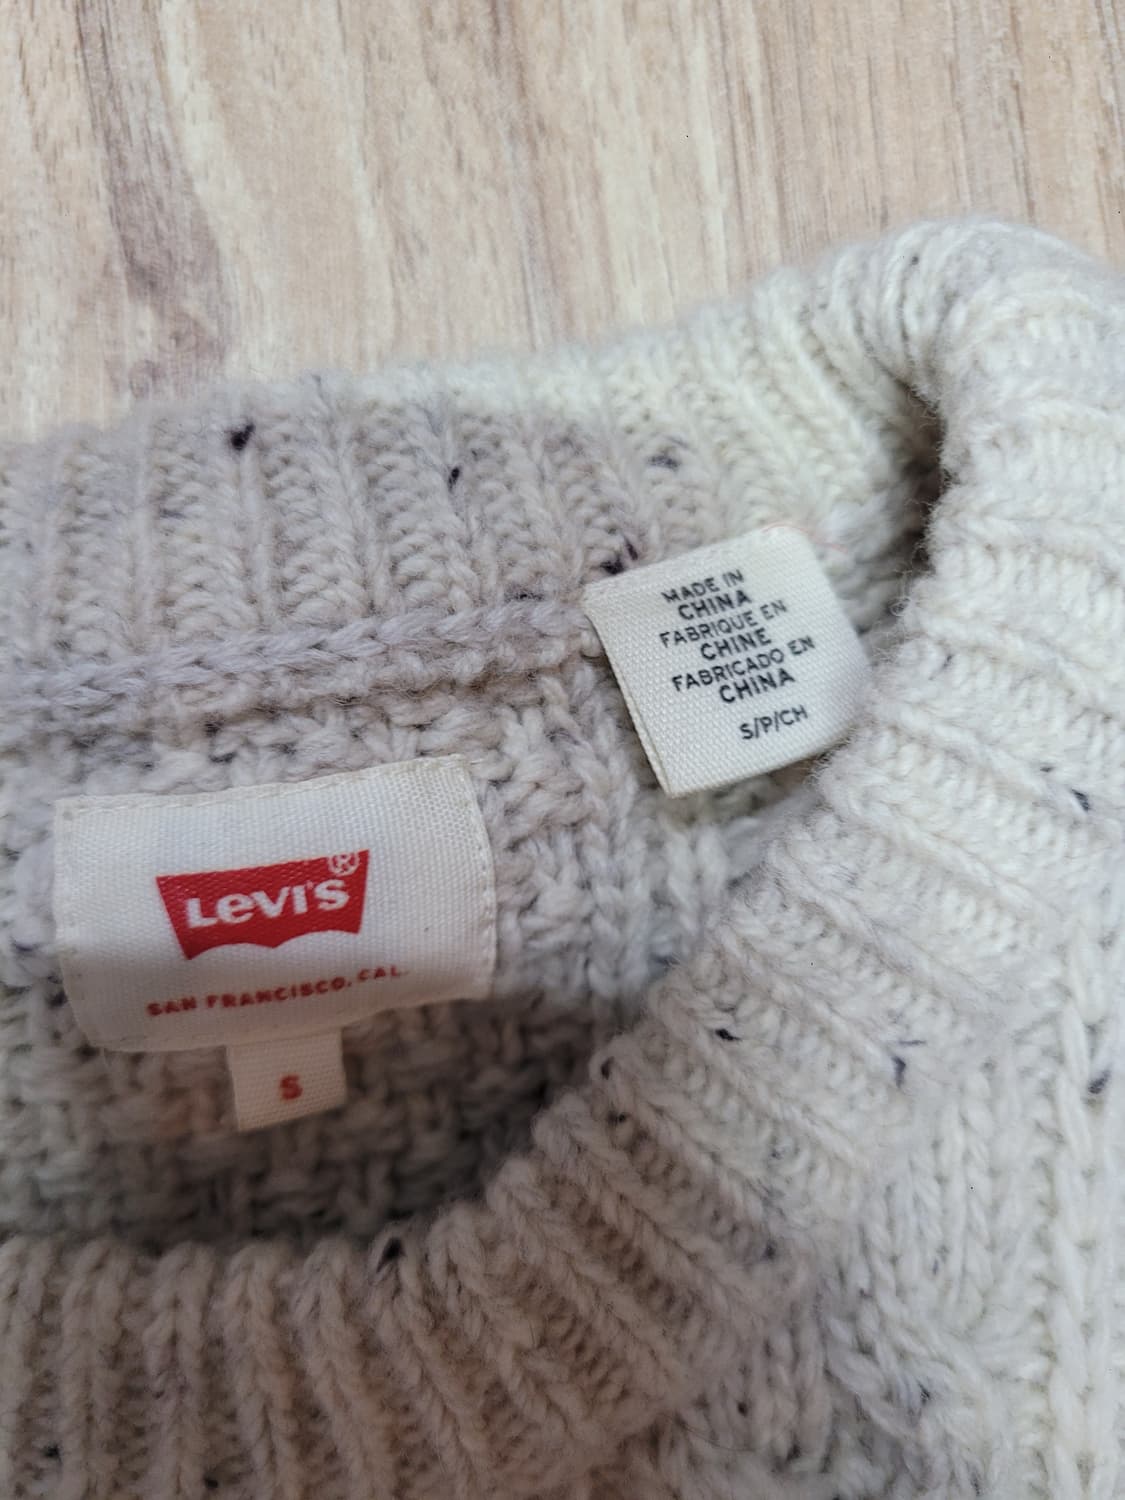 MADE IN
CHINA
FABRIQUE EN
CHINE
FABRICADO EN
CHINA
S/P/CH
LEVI'S®
SAN FRANCISCO, CAL.
S